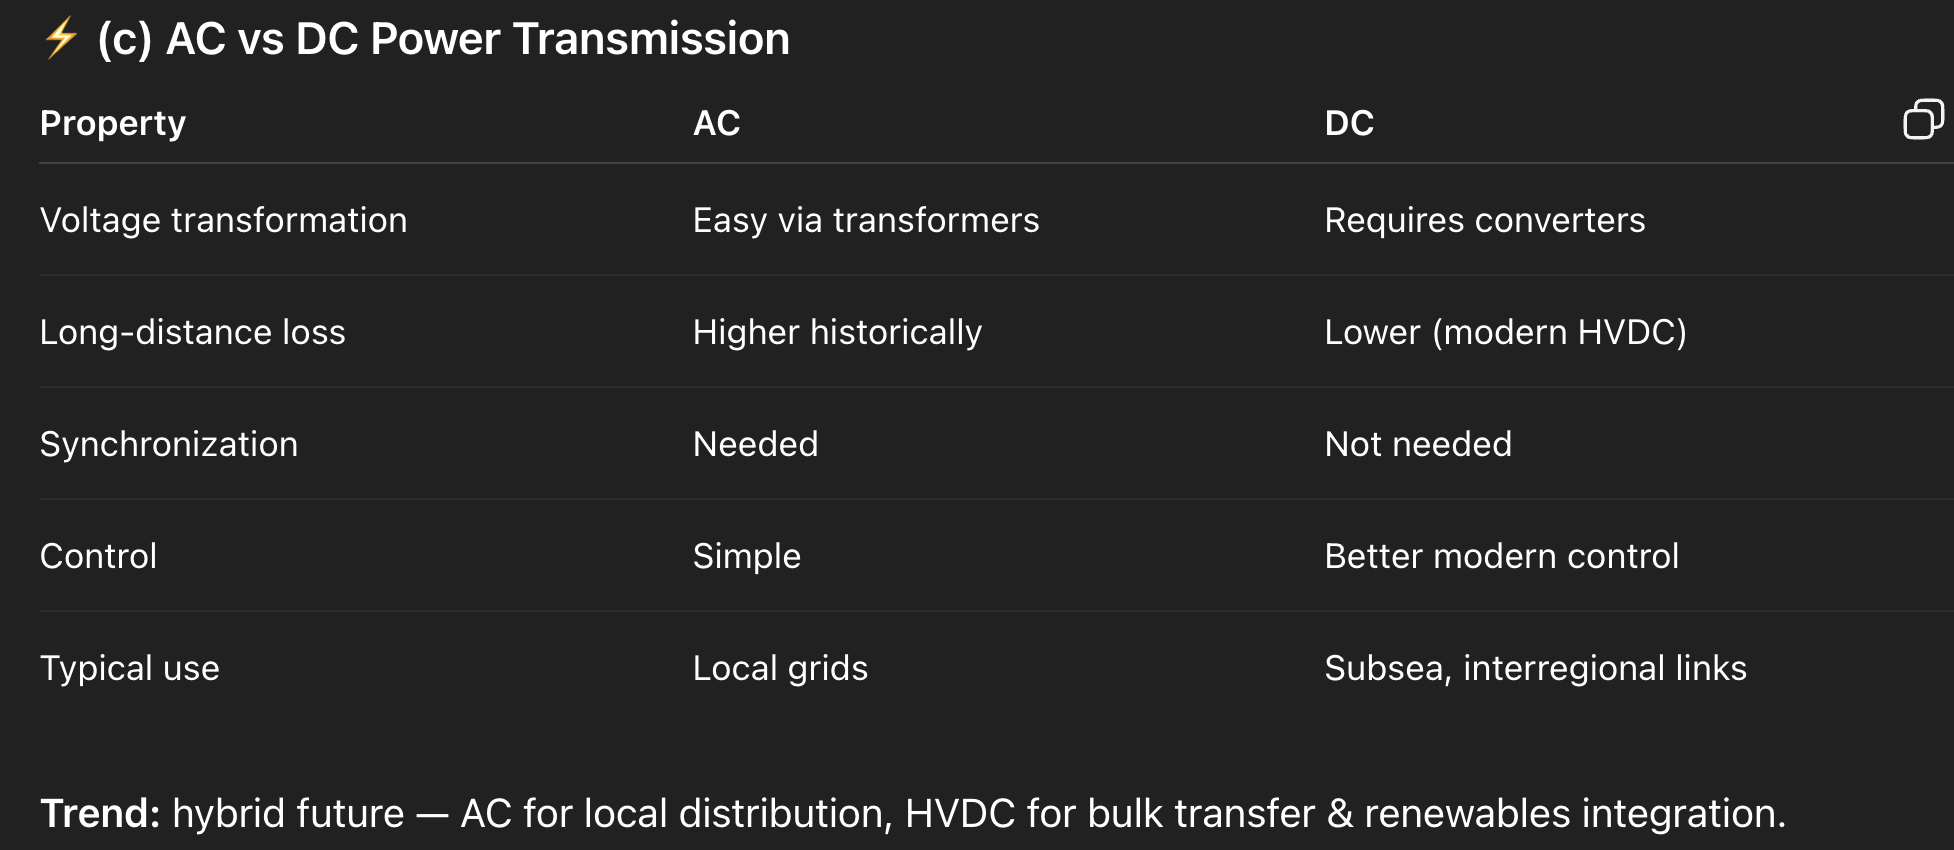 ⚡ (c) AC vs DC Power Transmission
Property AC DC
Voltage transformation Easy via transformers Requires converters
Long-distance loss Higher historically Lower (modern HVDC)
Synchronization Needed Not needed
Control Simple Better modern control
Typical use Local grids Subsea, interregional links
Trend: hybrid future — AC for local distribution, HVDC for bulk transfer & renewables integration.